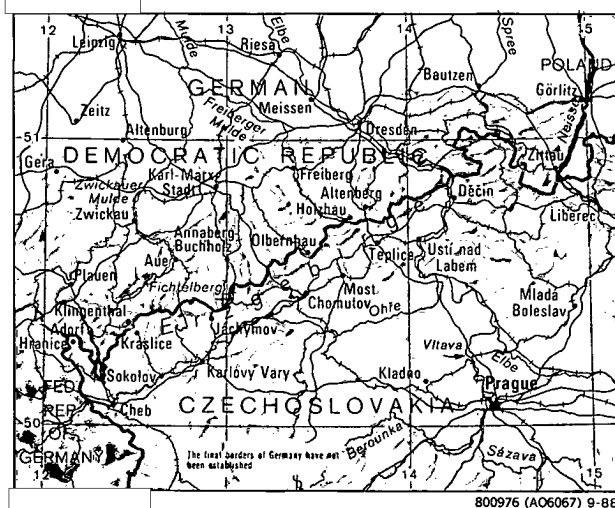 12
13
14
15
Leipzig
Mulde
Elbe
Riesa
Spree
Bautzen
POLAND
Görlitz
GERMAN
Meissen
Zeitz
Freiberger
Mulde
Neisse
51
Altenburg
Dresden
Zittau
DEMOCRATIC REPUBLIC
Gera
Karl-Marx-
Stadt
Freiberg
Zwickauer
Mulde
Altenberg
Děčín
Zwickau
Holzhau
Liberec
Annaberg
Buchholz
Olbernhau
Teplice
Ústí nad
Labem
Aue
Plauen
Fichtelberg
Most
Mladá
Boleslav
Klingenthal
Chomutov
Ohře
Adorf
Erzgeb
Hranice
Kraslice
Jáchymov
Vltava
Elbe
Sokolov
Karlovy Vary
Kladno
Prague
FED.
REP.
OF
GERMANY
Cheb
CZECHOSLOVAKIA
50
Berounka
Sázava
The final borders of Germany have not
been established
12
13
14
15
800976 (A06067) 9-88